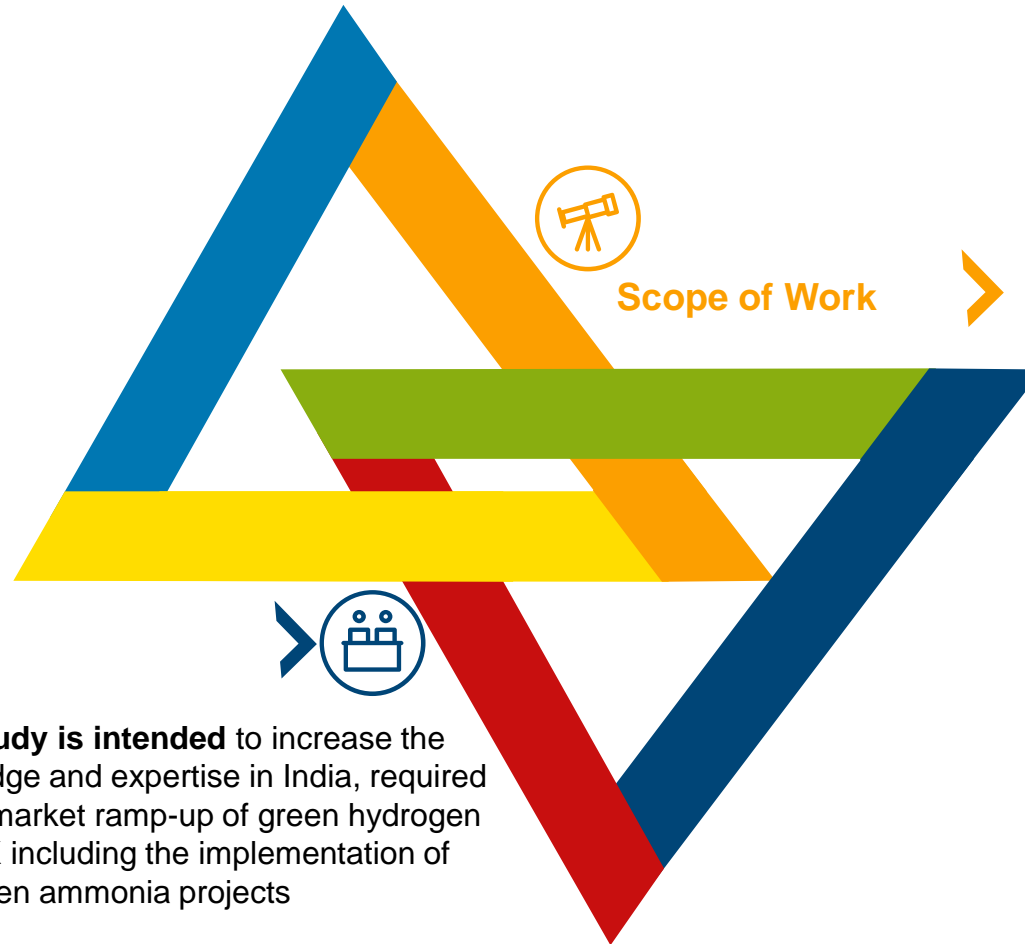 Scope of Work
udy is intended to increase the
dge and expertise in India, required
market ramp-up of green hydrogen
including the implementation of
en ammonia projects